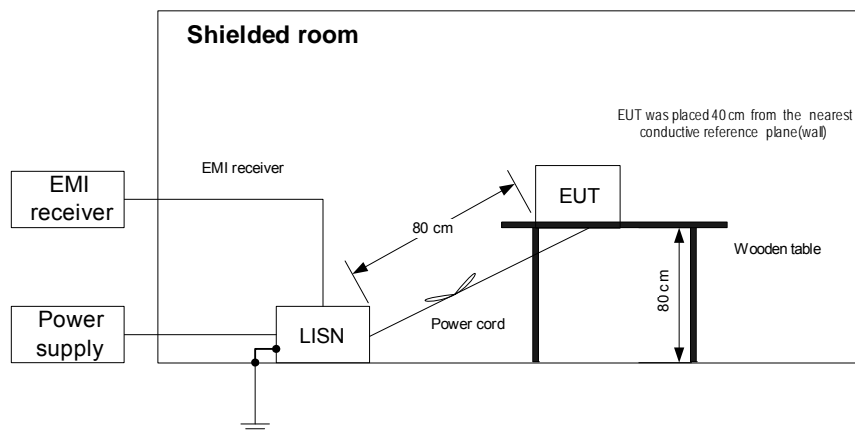 Shielded room
EUT was placed 40 cm from the nearest
conductive reference plane(wall)
EMI receiver
EMI
receiver
EUT
80 cm
Wooden table
80 cm
Power
supply
LISN
Power cord